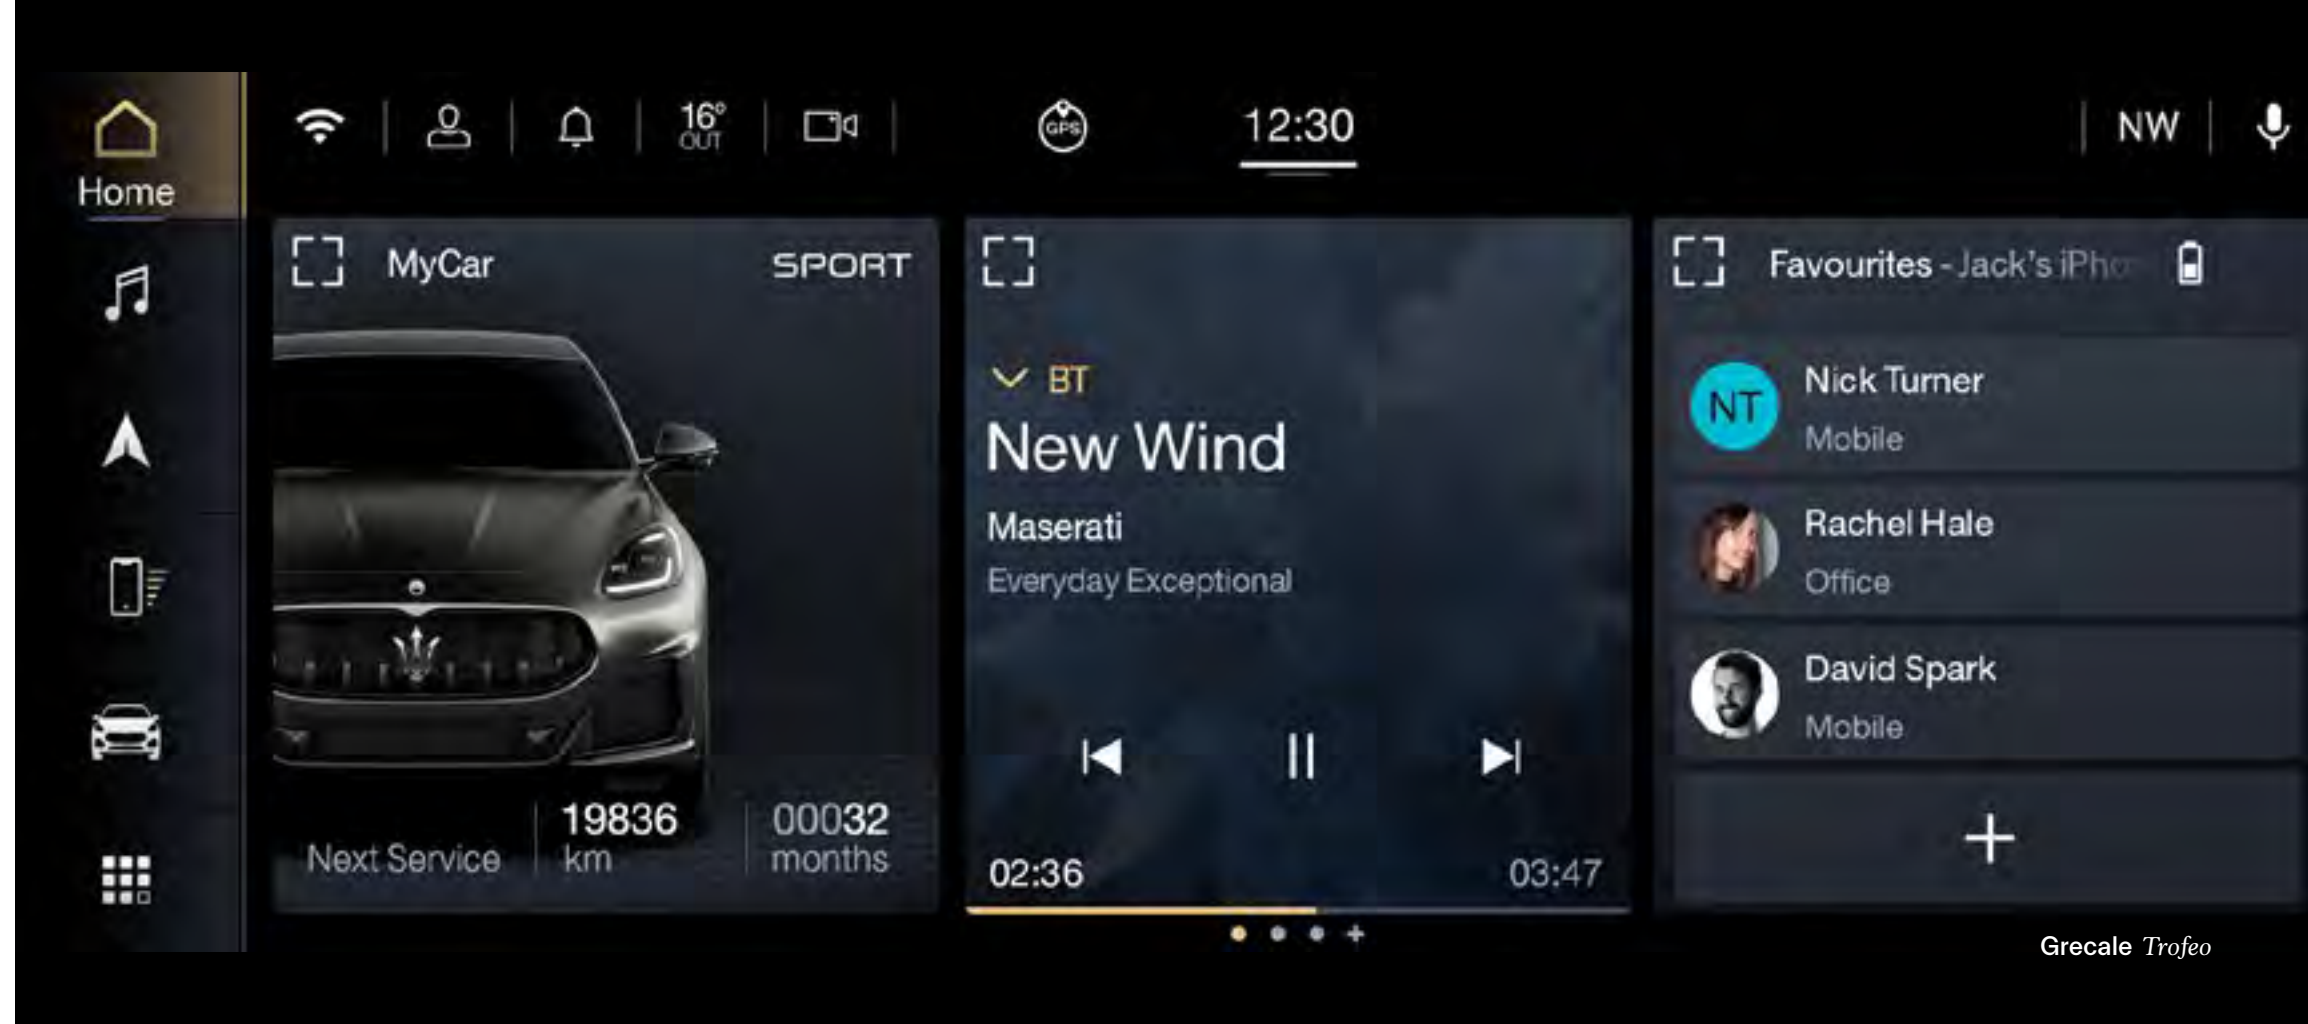 Home
16°
OUT
GPS
12:30
NW
MyCar
SPORT
Next Service
19836
km
00032
months
BT
New Wind
Maserati
Everyday Exceptional
02:36
03:47
Favourites - Jack's iPho
NT
Nick Turner
Mobile
Rachel Hale
Office
David Spark
Mobile
Grecale Trofeo